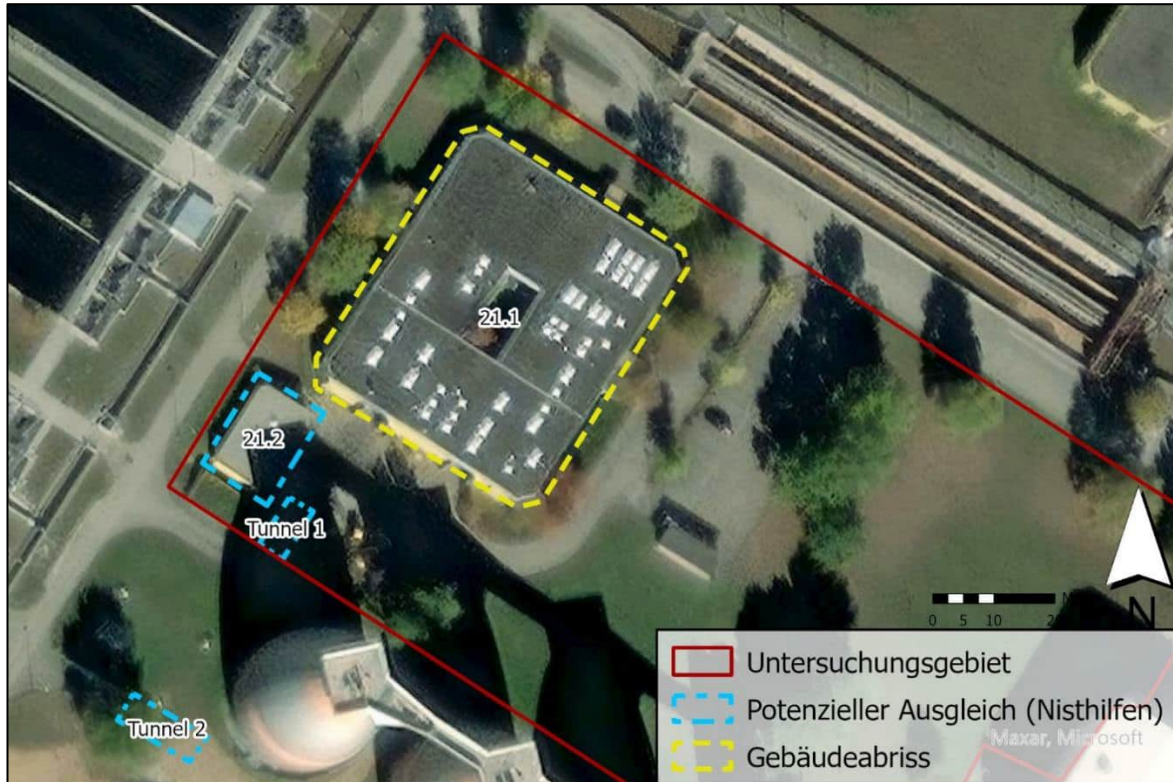 21.1
21.2
Tunnel 1
Tunnel 2
N
0 5 10
Untersuchungsgebiet
Potenzieller Ausgleich (Nisthilfen)
Gebäudeabriss
Maxar, Microsoft